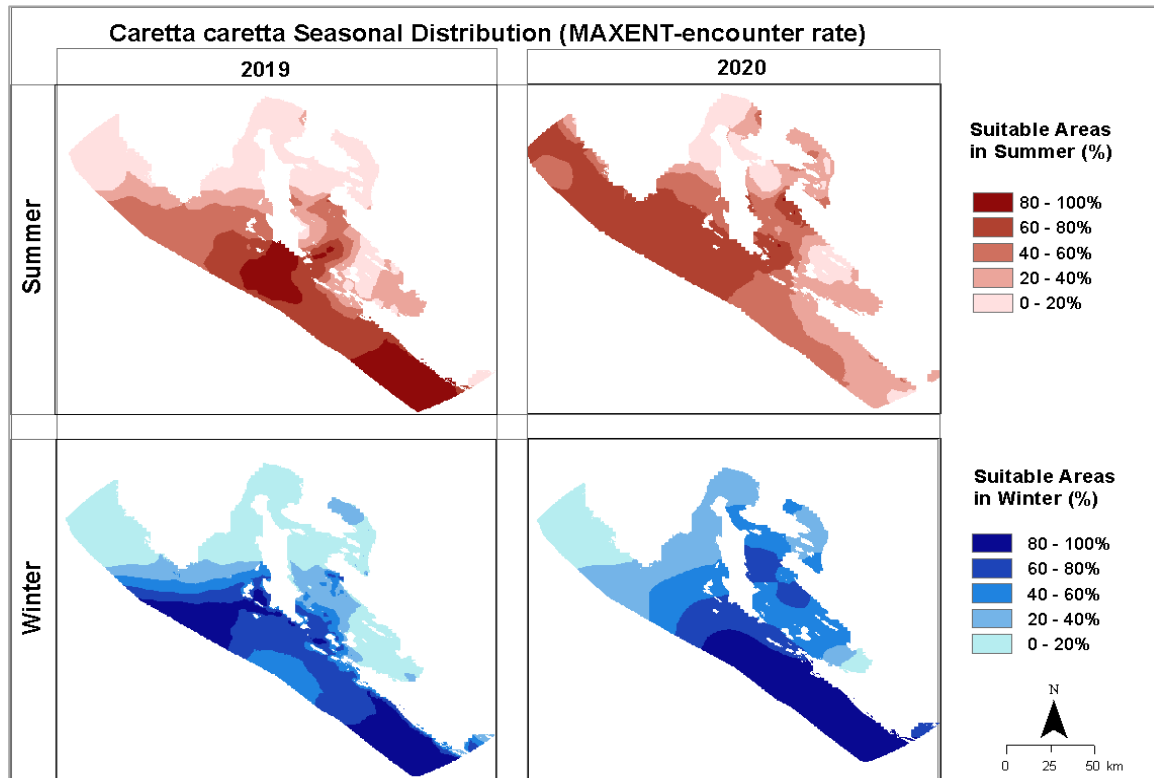 Caretta caretta Seasonal Distribution (MAXENT-encounter rate)
2019
2020
Summer
Suitable Areas
in Summer (%)
80 - 100%
60 - 80%
40 - 60%
20 - 40%
0 - 20%
Winter
Suitable Areas
in Winter (%)
80 - 100%
60 - 80%
40 - 60%
20 - 40%
0 - 20%
N
0 25 50 km